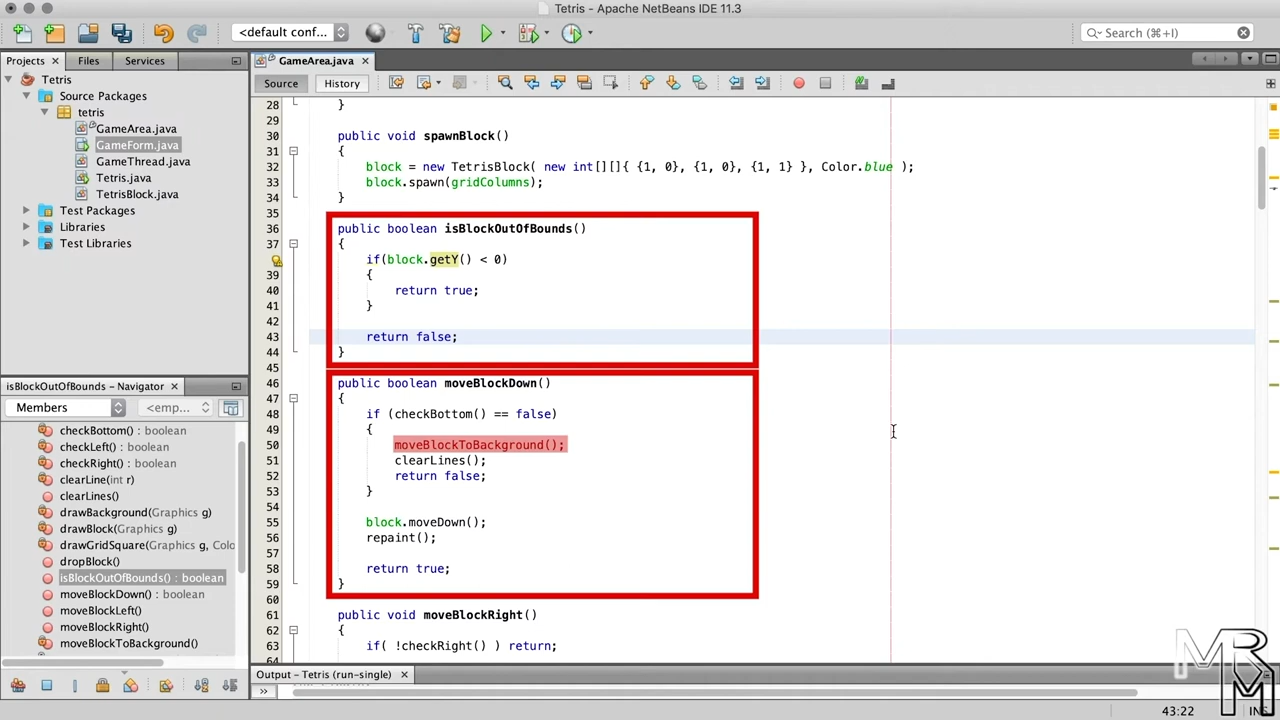 Tetris - Apache NetBeans IDE 11.3
<default conf...
Search (⌘+I)
Projects
Files
Services
Tetris
Source Packages
tetris
GameArea.java
GameForm.java
GameThread.java
Tetris.java
TetrisBlock.java
Test Packages
Libraries
Test Libraries
isBlockOutOfBounds - Navigator
Members
<emp...
checkBottom() : boolean
checkLeft() : boolean
checkRight() : boolean
clearLine(int r)
clearLines()
drawBackground(Graphics g)
drawBlock(Graphics g)
drawGridSquare(Graphics g, Colo
dropBlock()
isBlockOutOfBounds() : boolean
moveBlockDown() : boolean
moveBlockLeft()
moveBlockRight()
moveBlockToBackground()
GameArea.java
Source
History
28 }
29
30 public void spawnBlock()
31 {
32 block = new TetrisBlock( new int[][]{ {1, 0}, {1, 0}, {1, 1} }, Color.blue );
33 block.spawn(gridColumns);
34 }
35
36 public boolean isBlockOutOfBounds()
37 {
if(block.getY() < 0)
39 {
40 return true;
41 }
42
43 return false;
44 }
45
46 public boolean moveBlockDown()
47 {
48 if (checkBottom() == false)
49 {
50 moveBlockToBackground();
51 clearLines();
52 return false;
53 }
54
55 block.moveDown();
56 repaint();
57
58 return true;
59 }
60
61 public void moveBlockRight()
62 {
63 if( !checkRight() ) return;
64
Output - Tetris (run-single)
43:22
INS
MRM